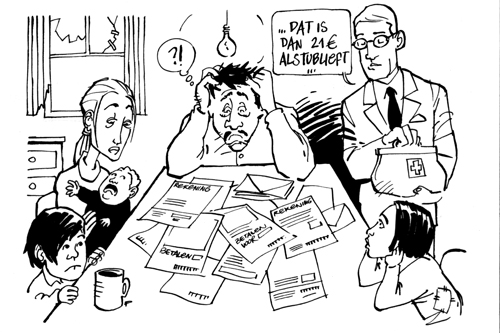 ?!
... DAT IS
DAN 21 €
ALSTUBLIEFT
...
REKENING
REKENING
BETALEN
VOOR
BETALEN